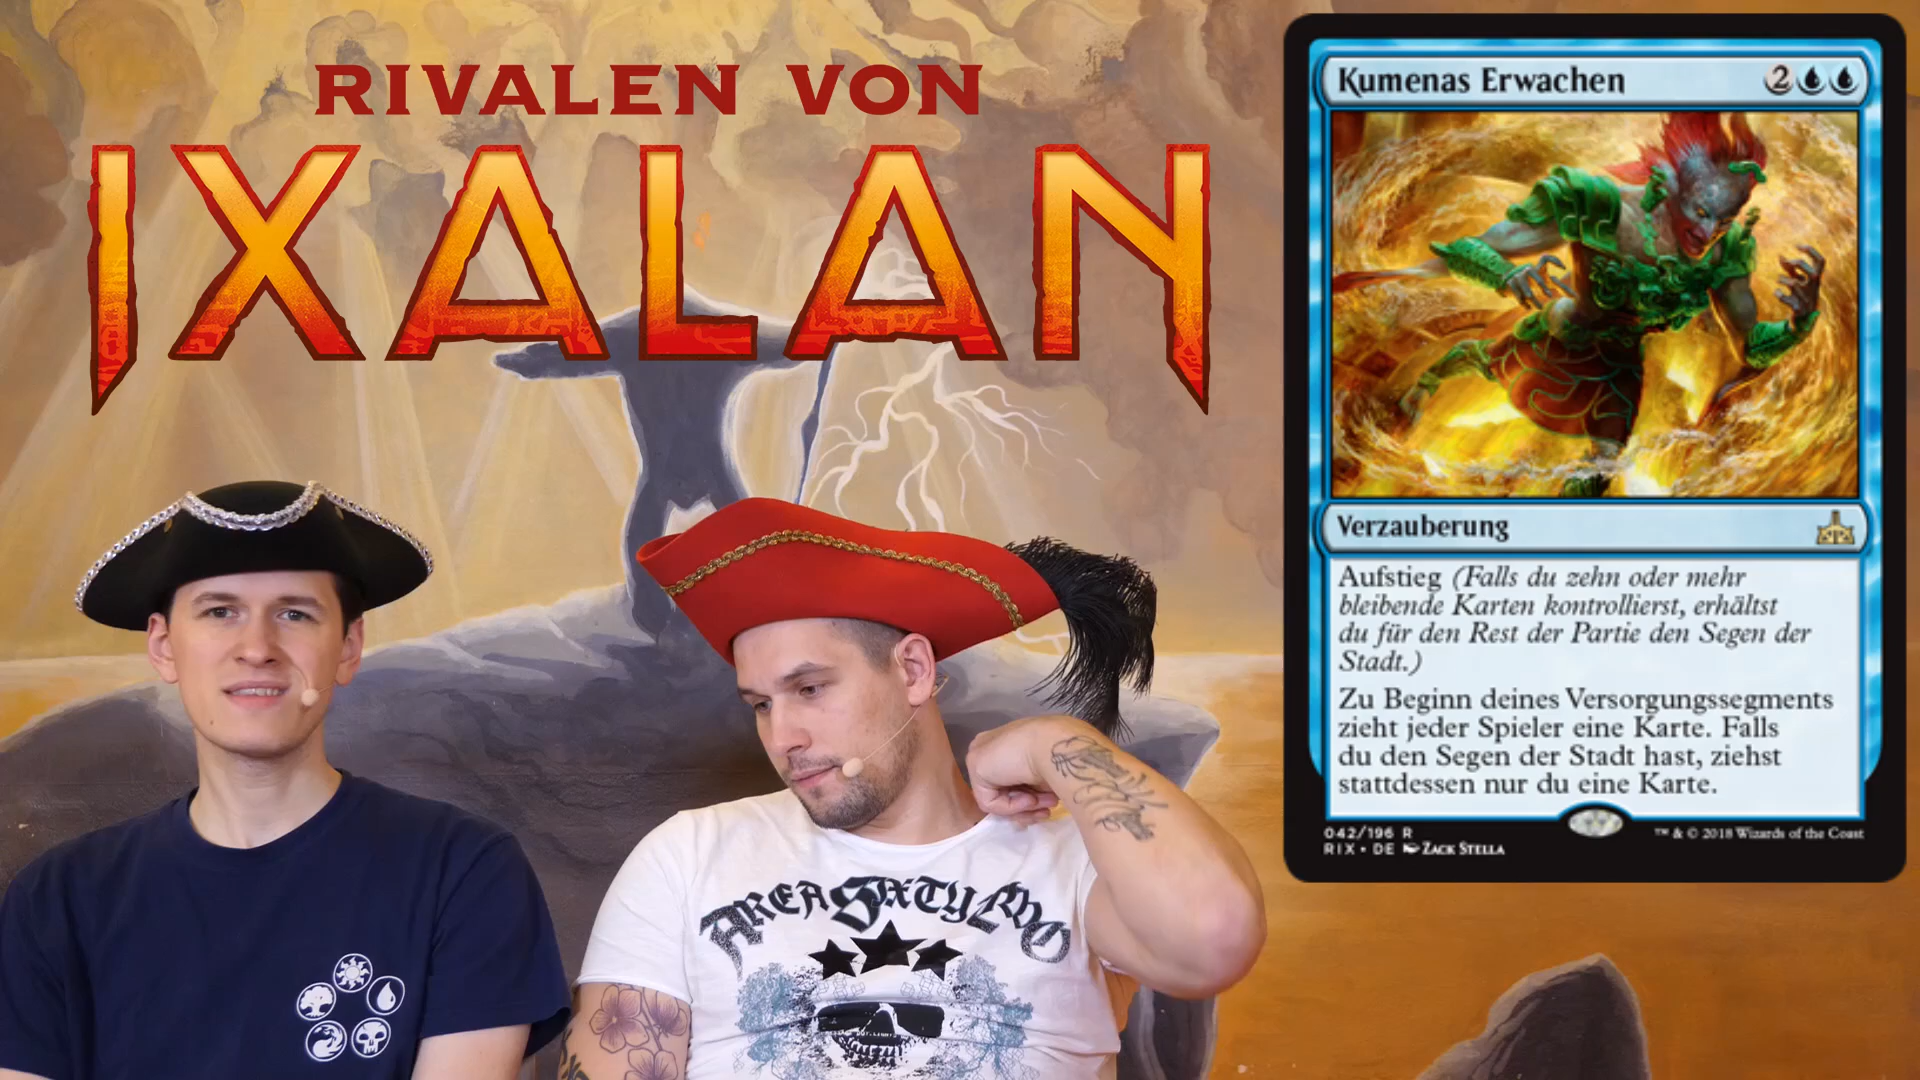 RIVALEN VON
IXALAN
Kumenas Erwachen
2
Verzauberung
Aufstieg (Falls du zehn oder mehr
bleibende Karten kontrollierst, erhältst
du für den Rest der Partie den Segen der
Stadt.)
Zu Beginn deines Versorgungssegments
zieht jeder Spieler eine Karte. Falls
du den Segen der Stadt hast, ziehst
stattdessen nur du eine Karte.
042/196 R
™ & © 2018 Wizards of the Coast
RIX • DE Zack Stella
AREA SIXTY TWO